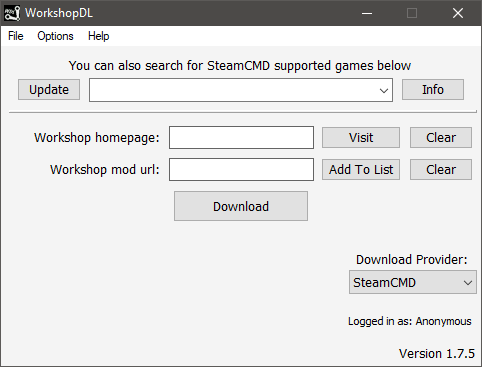 WorkshopDL
File Options Help
You can also search for SteamCMD supported games below
Update Info
Workshop homepage: Visit Clear
Workshop mod url: Add To List Clear
Download
Download Provider:
SteamCMD
Logged in as: Anonymous
Version 1.7.5